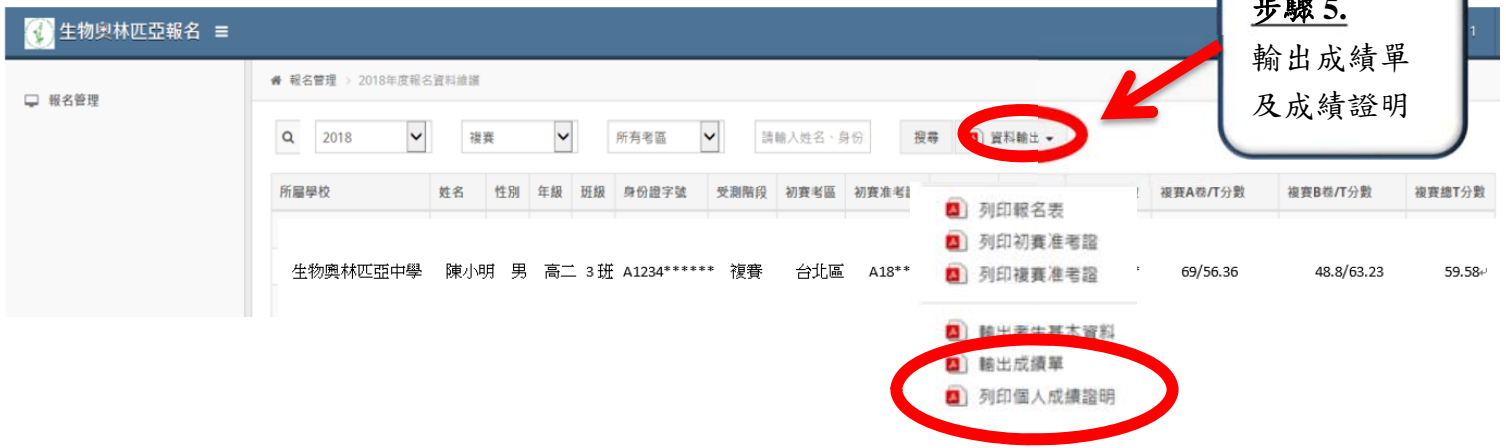 步驟 5.
輸出成績單
及成績證明
生物奧林匹亞報名
1
報名管理
報名管理 > 2018年度報名資料維護
2018 複賽 所有考區 請輸入姓名、身份 搜尋 資料輸出
所屬學校 姓名 性別 年級 班級 身份證字號 受測階段 初賽考區 初賽准考 複賽A卷/T分數 複賽B卷/T分數 複賽總T分數
生物奧林匹亞中學 陳小明 男 高二 3 班 A1234****** 複賽 台北區 A18** * 69/56.36 48.8/63.23 59.58
列印報名表
列印初賽准考證
列印複賽准考證
輸出考生基本資料
輸出成績單
列印個人成績證明